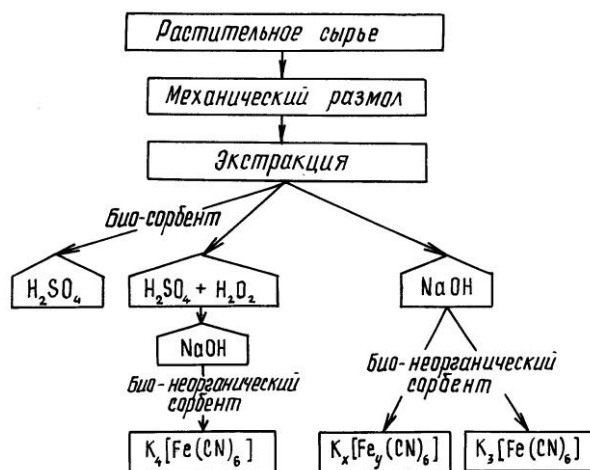 Растительное сырье
Механический размол
Экстракция
Био-сорбент
H₂SO₄
H₂SO₄ + H₂O₂
NaOH
NaOH
Био-неорганический
сорбент
Био-неорганический
сорбент
K₄[Fe(CN)₆]
Kₓ[Feᵧ(CN)₆]
K₃[Fe(CN)₆]